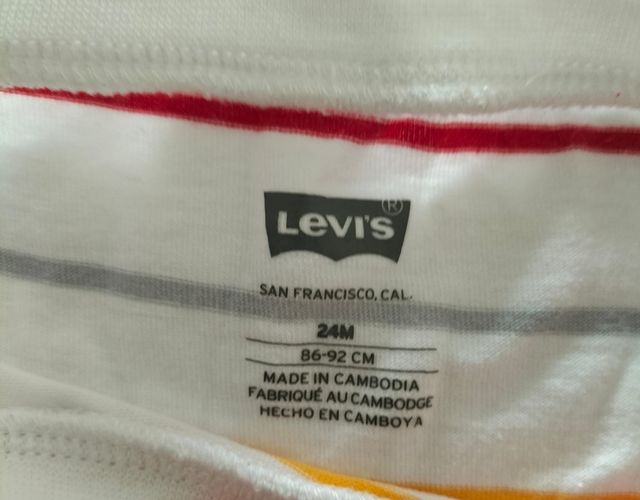 Levi's®
SAN FRANCISCO, CAL.
24M
86-92 CM
MADE IN CAMBODIA
FABRIQUÉ AU CAMBODGE
HECHO EN CAMBOYA